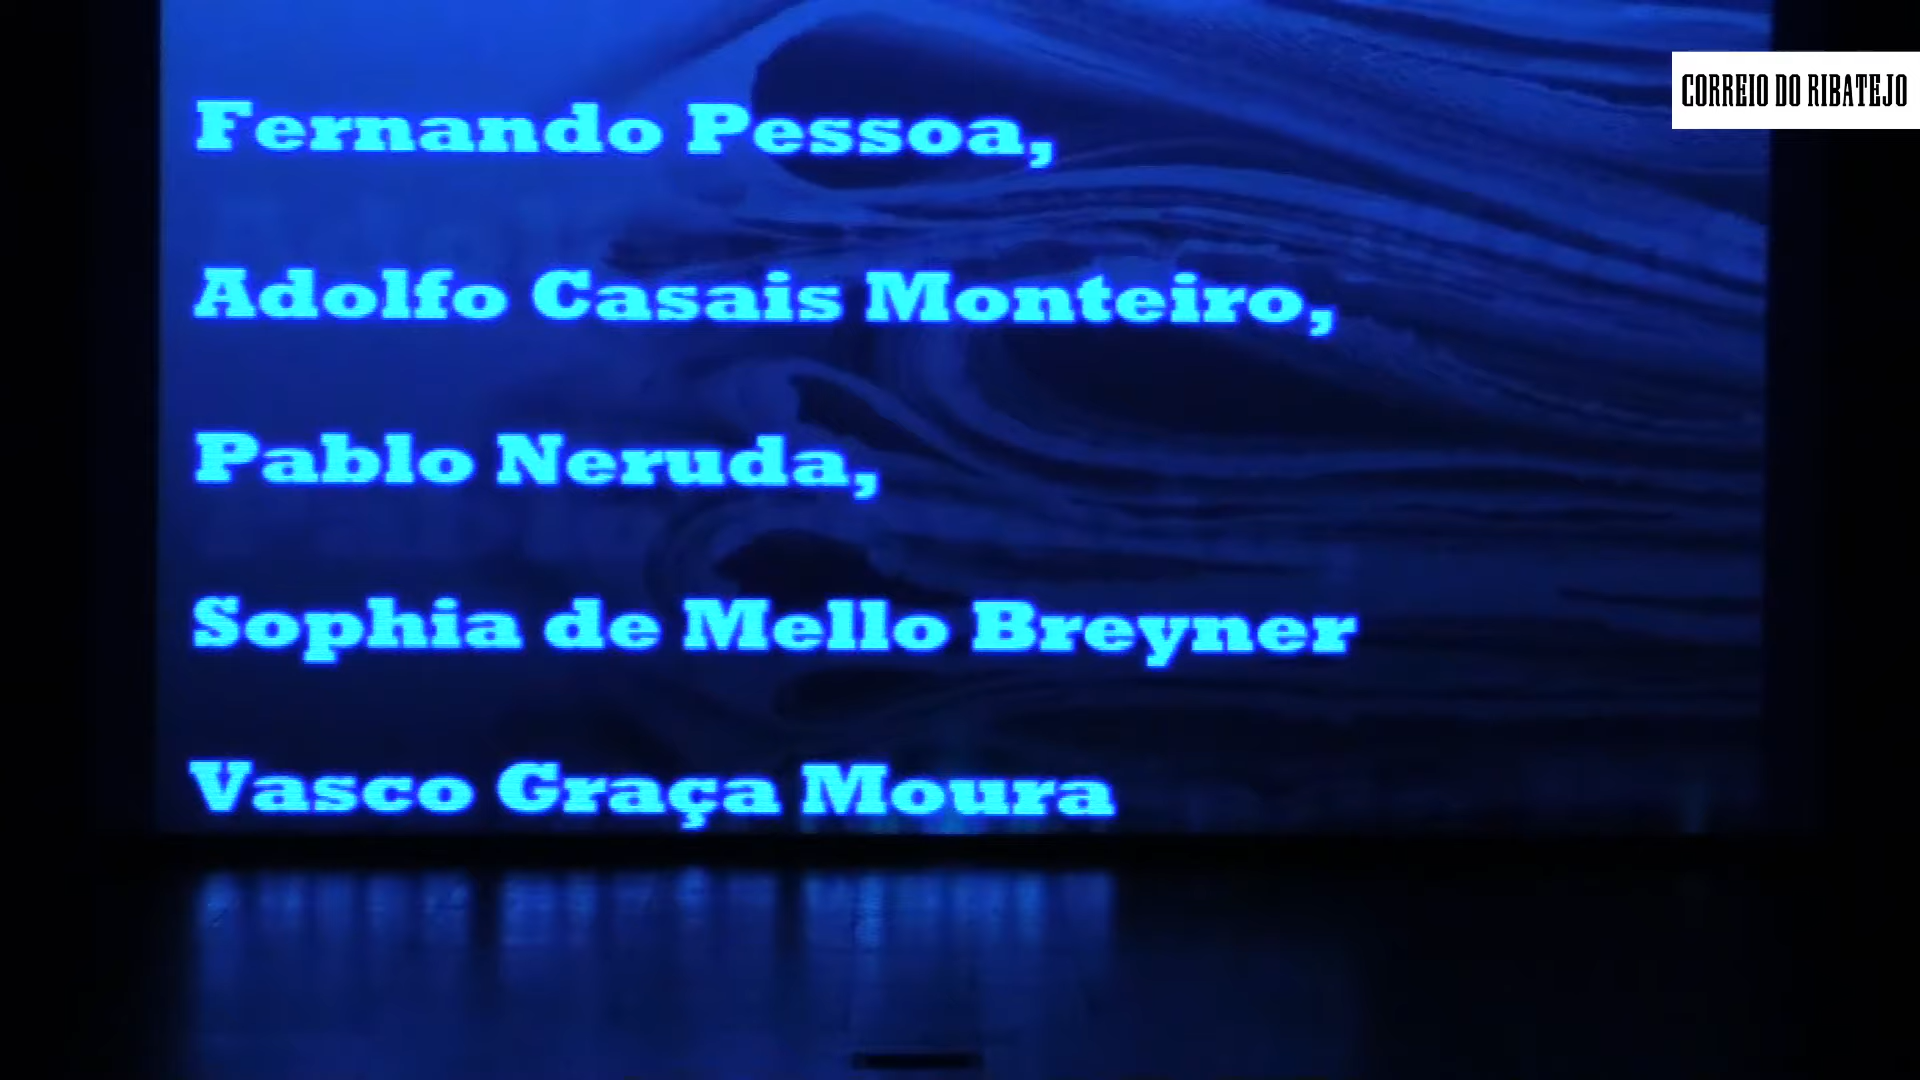 CORREIO DO RIBATEJO
Fernando Pessoa,
Adolfo Casais Monteiro,
Pablo Neruda,
Sophia de Mello Breyner
Vasco Graça Moura